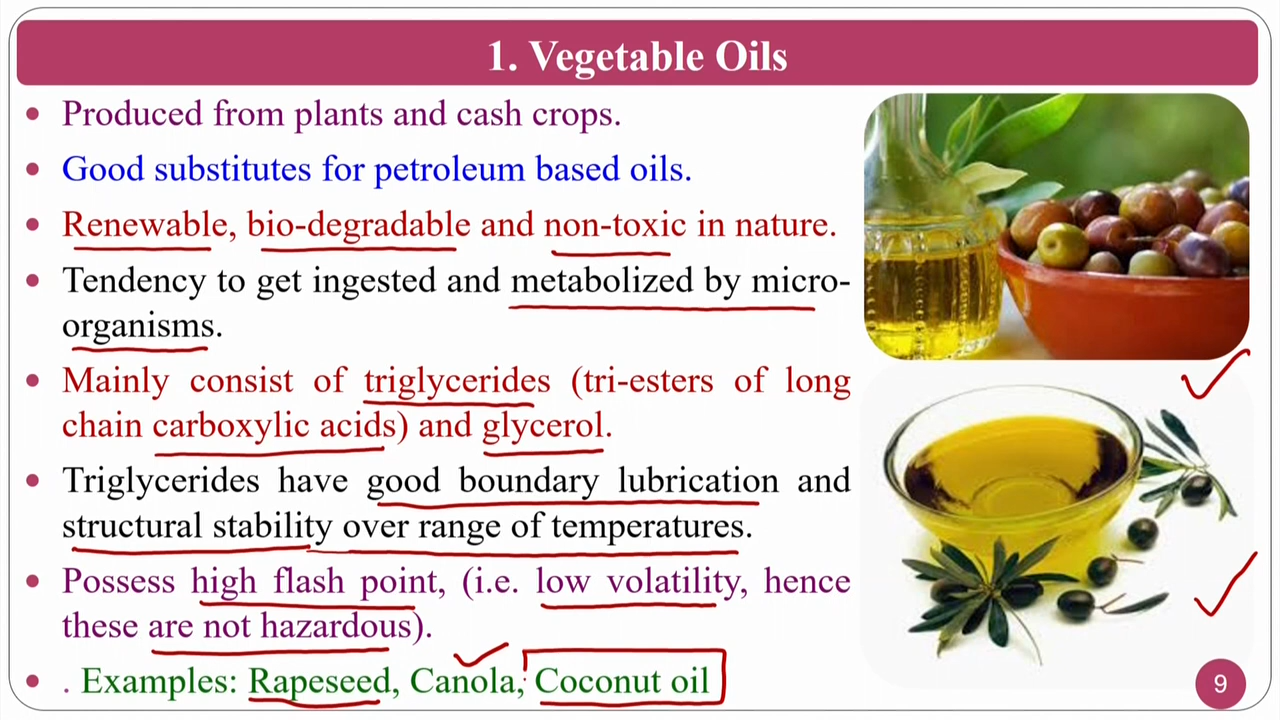 1. Vegetable Oils
• Produced from plants and cash crops.
• Good substitutes for petroleum based oils.
• Renewable, bio-degradable and non-toxic in nature.
• Tendency to get ingested and metabolized by micro-
organisms.
• Mainly consist of triglycerides (tri-esters of long
chain carboxylic acids) and glycerol.
• Triglycerides have good boundary lubrication and
structural stability over range of temperatures.
• Possess high flash point, (i.e. low volatility, hence
these are not hazardous).
• . Examples: Rapeseed, Canola, Coconut oil
9